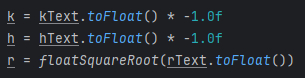 k = kText.toFloat() * -1.0f
h = hText.toFloat() * -1.0f
r = floatSquareRoot(rText.toFloat())